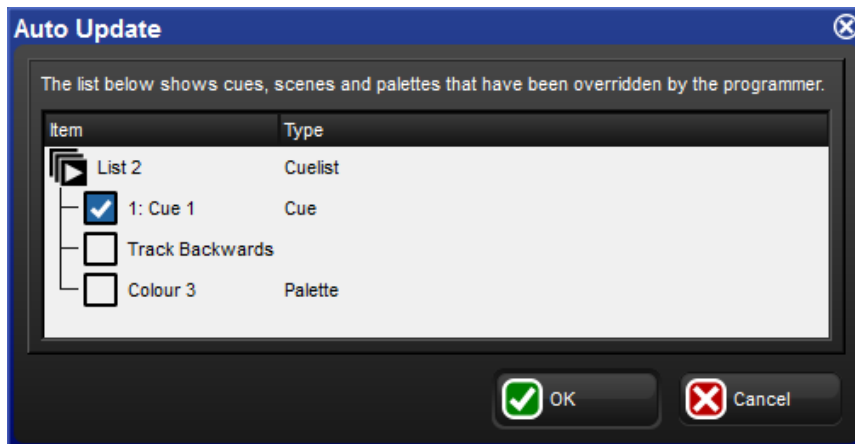 Auto Update
The list below shows cues, scenes and palettes that have been overridden by the programmer.
Item Type
List 2 Cuelist
1: Cue 1 Cue
Track Backwards
Colour 3 Palette
OK Cancel